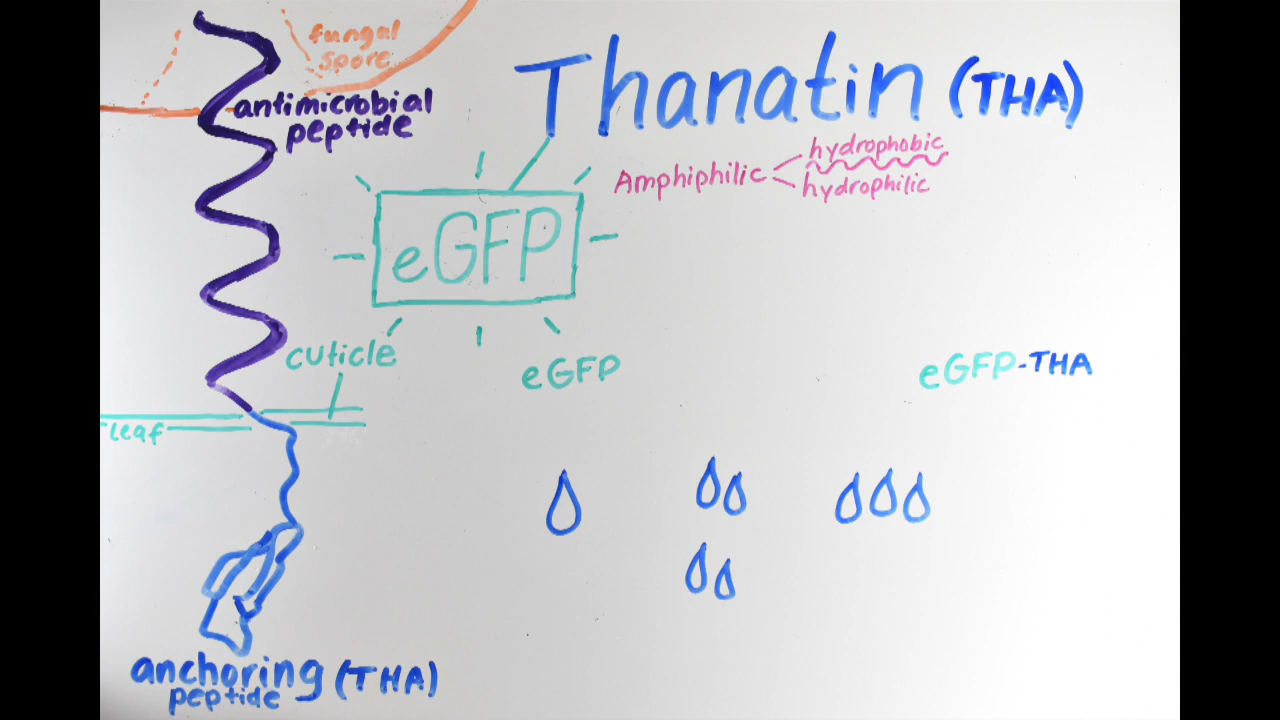 fungal
spore
antimicrobial
peptide
Thanatin (THA)
Amphiphilic
hydrophobic
hydrophilic
eGFP
cuticle
leaf
eGFP
eGFP-THA
anchoring (THA)
peptide